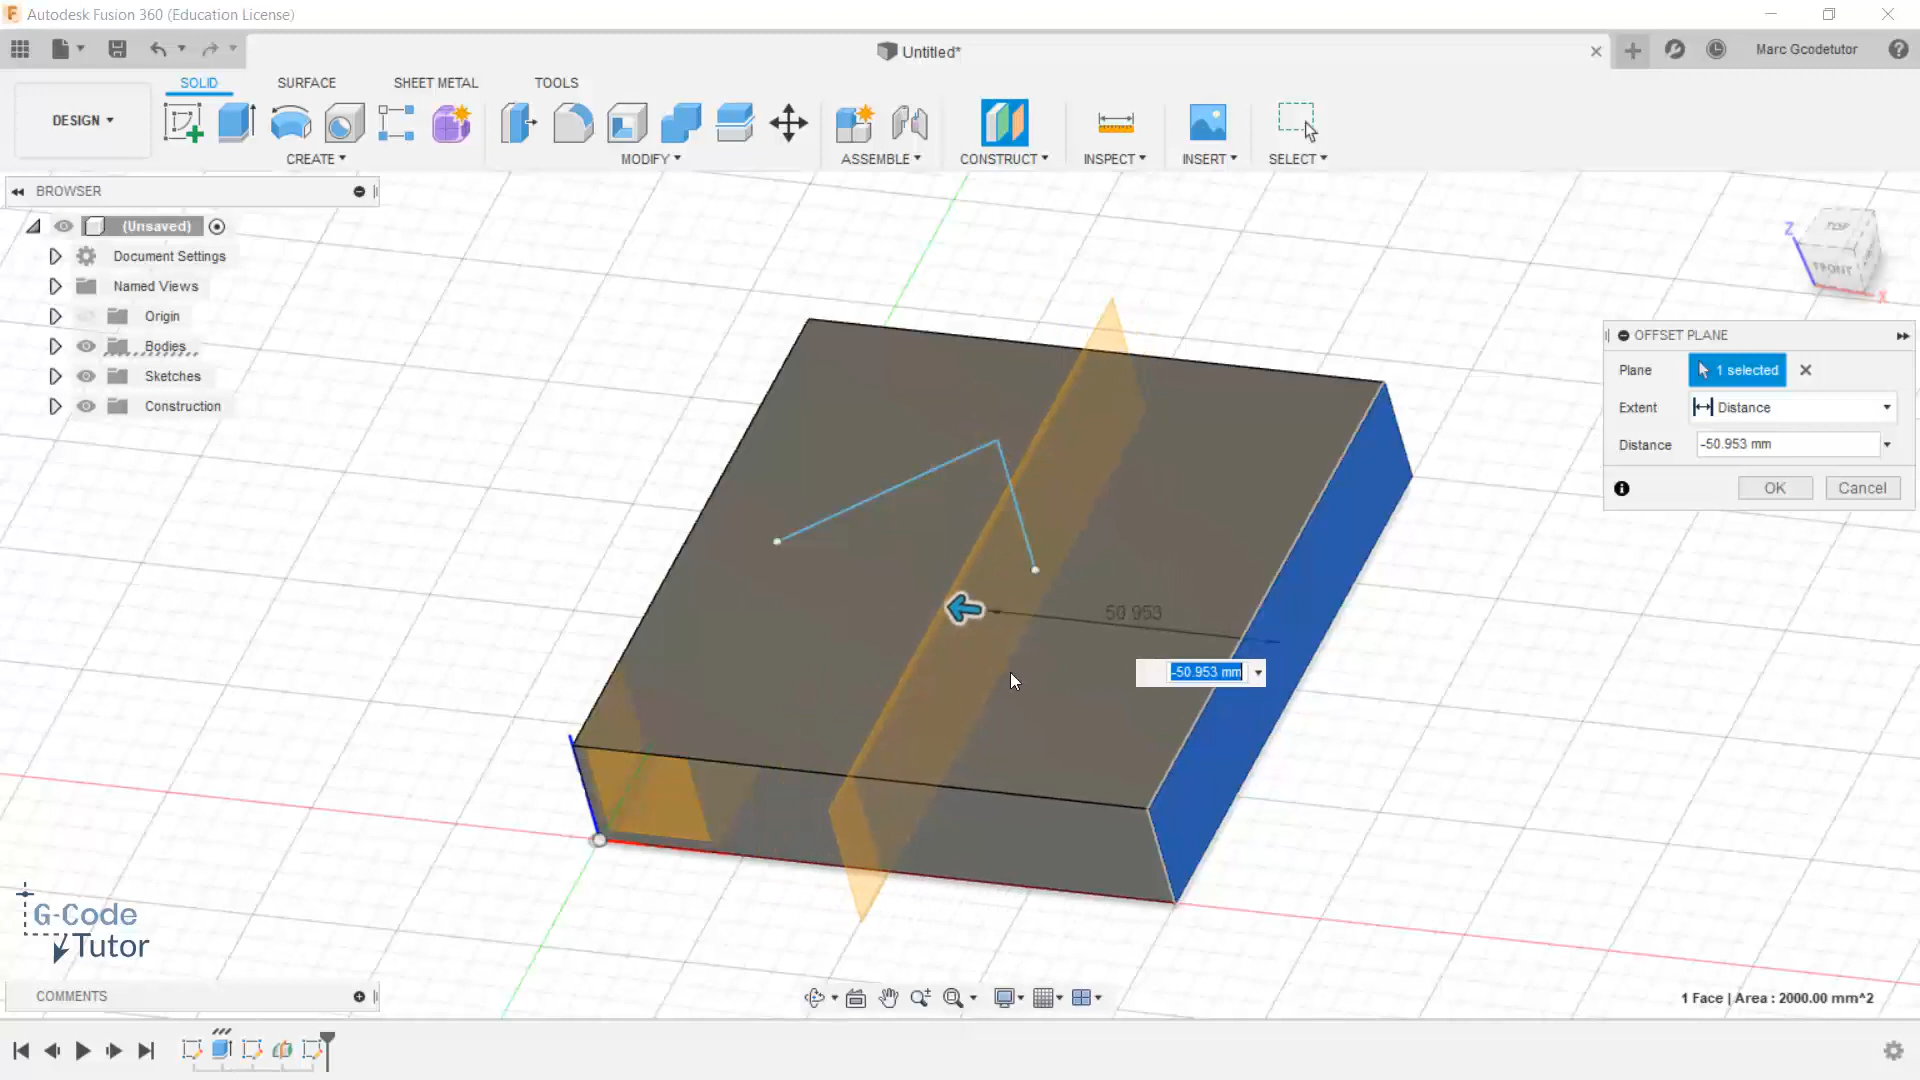 Autodesk Fusion 360 (Education License)
Untitled*
Marc Gcodetutor
SOLID
SURFACE
SHEET METAL
TOOLS
DESIGN
CREATE
MODIFY
ASSEMBLE
CONSTRUCT
INSPECT
INSERT
SELECT
BROWSER
(Unsaved)
Document Settings
Named Views
Origin
Bodies
Sketches
Construction
Z
TOP
FRONT
X
OFFSET PLANE
Plane
1 selected
Extent
Distance
Distance
-50.953 mm
OK
Cancel
50.953
-50.953 mm
G-Code
Tutor
COMMENTS
1 Face | Area : 2000.00 mm^2